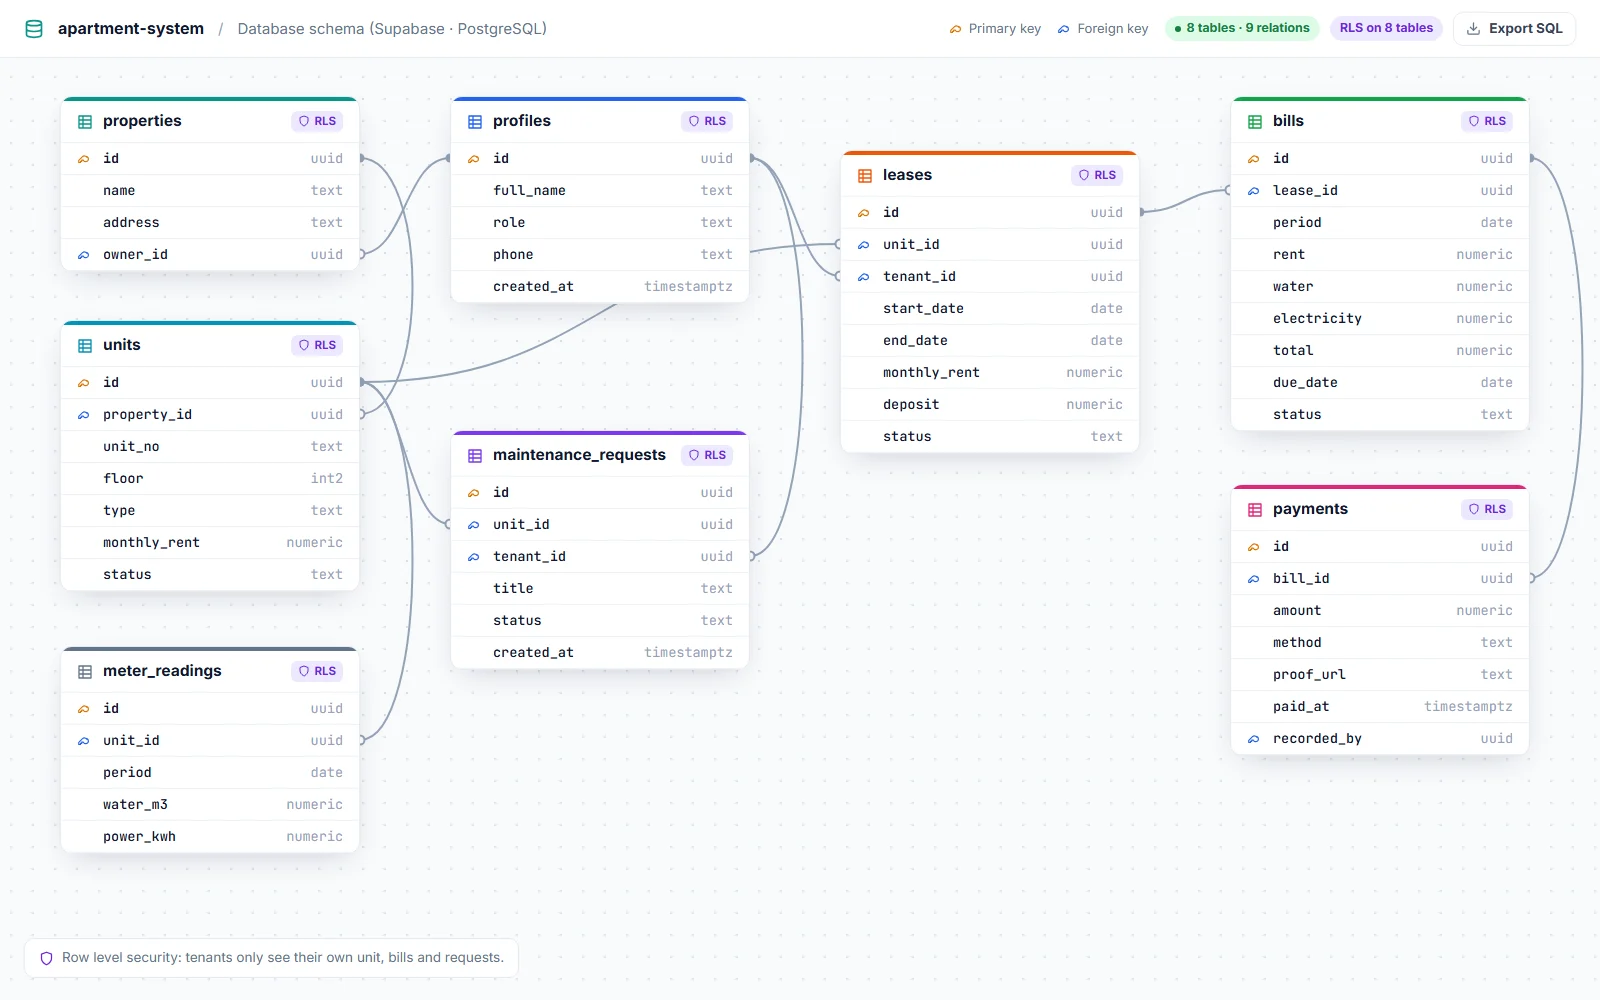 apartment-system / Database schema (Supabase · PostgreSQL)
Primary key
Foreign key
8 tables · 9 relations
RLS on 8 tables
Export SQL
properties RLS
id uuid
name text
address text
owner_id uuid
units RLS
id uuid
property_id uuid
unit_no text
floor int2
type text
monthly_rent numeric
status text
meter_readings RLS
id uuid
unit_id uuid
period date
water_m3 numeric
power_kwh numeric
profiles RLS
id uuid
full_name text
role text
phone text
created_at timestamptz
maintenance_requests RLS
id uuid
unit_id uuid
tenant_id uuid
title text
status text
created_at timestamptz
leases RLS
id uuid
unit_id uuid
tenant_id uuid
start_date date
end_date date
monthly_rent numeric
deposit numeric
status text
bills RLS
id uuid
lease_id uuid
period date
rent numeric
water numeric
electricity numeric
total numeric
due_date date
status text
payments RLS
id uuid
bill_id uuid
amount numeric
method text
proof_url text
paid_at timestamptz
recorded_by uuid
Row level security: tenants only see their own unit, bills and requests.